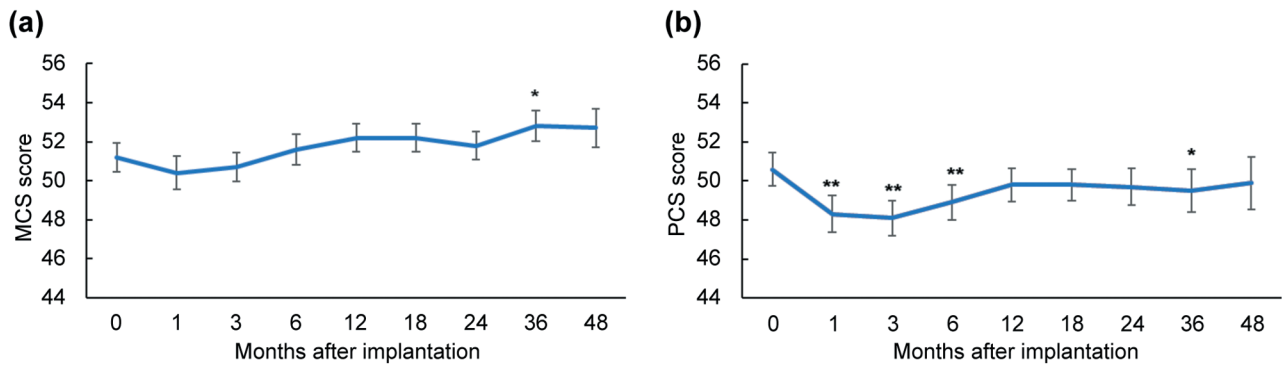 (a)
MCS score
56
54
52
50
48
46
44
*
0 1 3 6 12 18 24 36 48
Months after implantation
(b)
PCS score
56
54
52
50
48
46
44
** ** ** *
0 1 3 6 12 18 24 36 48
Months after implantation